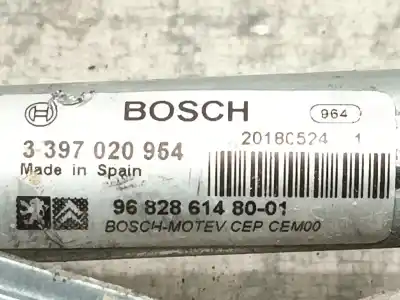 BOSCH
964
3 397 020 954
20180524 1
Made in Spain
96 828 614 80-01
BOSCH-MOTEV CEP CEM00